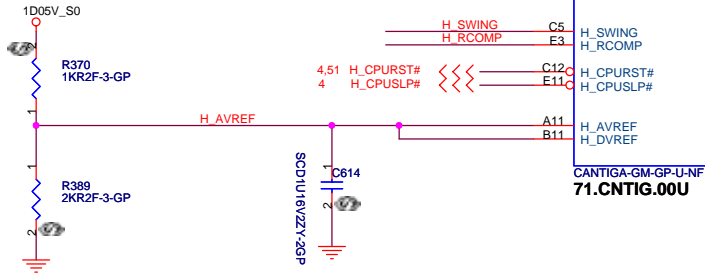 1D05V_S0
2
R370
1KR2F-3-GP
1
H_AVREF
1
R389
2KR2F-3-GP
2
1
C614
2
SCD1U16V2ZY-2GP
H_SWING
C5
H_SWING
H_RCOMP
E3
H_RCOMP
4,51 H_CPURST#
C12
H_CPURST#
4 H_CPUSLP#
E11
H_CPUSLP#
A11
H_AVREF
B11
H_DVREF
CANTIGA-GM-GP-U-NF
71.CNTIG.00U